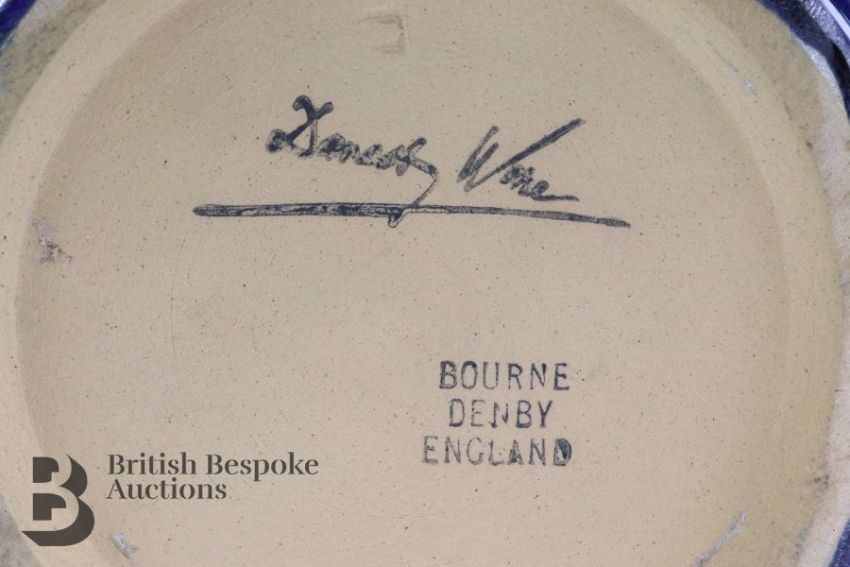 Danesby Ware
BOURNE
DENBY
ENGLAND
British Bespoke
Auctions